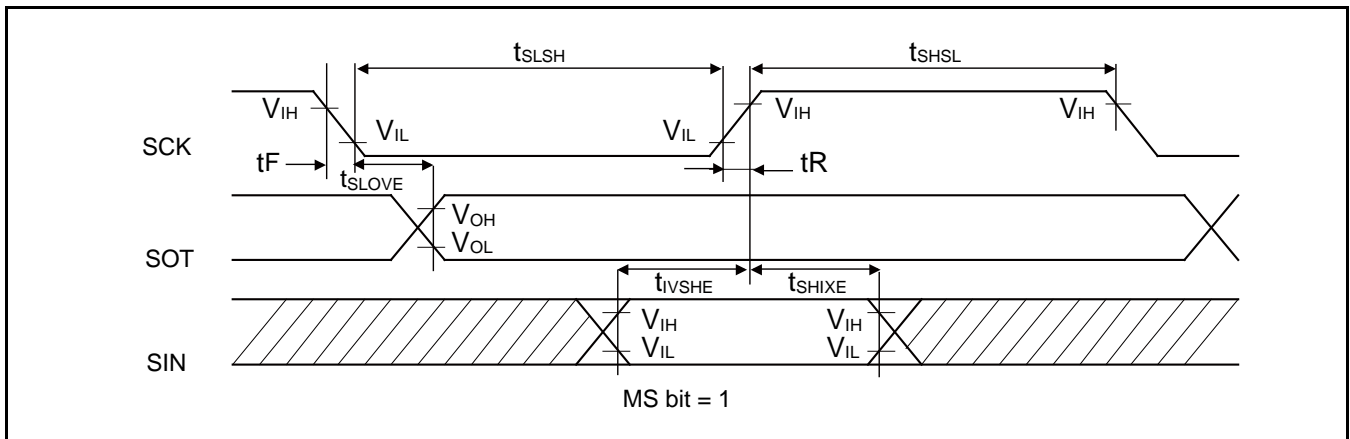 tSLSH tSHSL
VIH VIL VIL VIH VIH
SCK
tF tSLOVE tR
VOH
VOL
SOT
tIVSHE tSHIXE
VIH VIH
VIL VIL
SIN
MS bit = 1